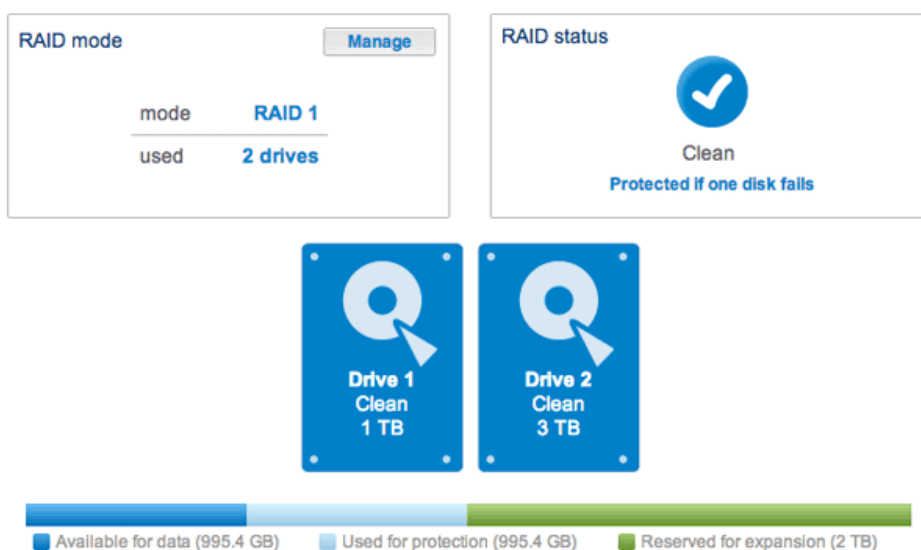 RAID mode
Manage
mode RAID 1
used 2 drives
RAID status
Clean
Protected if one disk fails
Drive 1
Clean
1 TB
Drive 2
Clean
3 TB
Available for data (995.4 GB) Used for protection (995.4 GB) Reserved for expansion (2 TB)